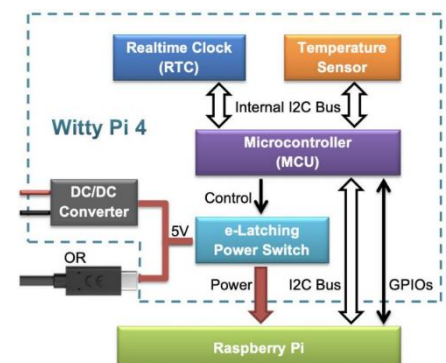 Realtime Clock
(RTC)
Temperature
Sensor
Internal I2C Bus
Witty Pi 4
Microcontroller
(MCU)
DC/DC
Converter
Control
5V
e-Latching
Power Switch
OR
CE
Power
I2C Bus
GPIOs
Raspberry Pi